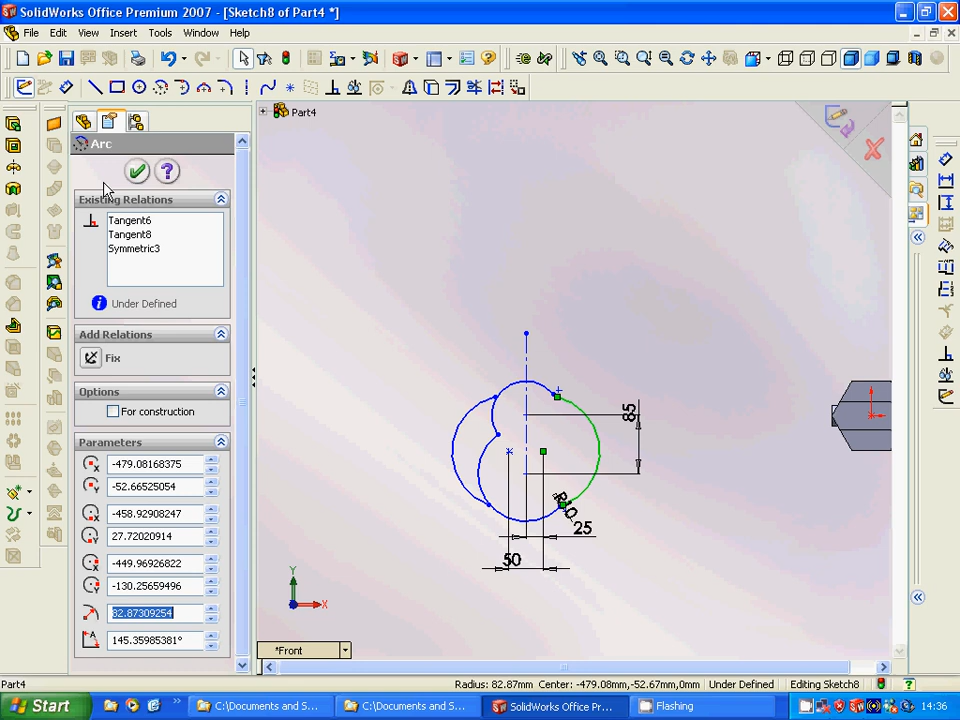 SolidWorks Office Premium 2007 - [Sketch8 of Part4 *]
File Edit View Insert Tools Window Help
Part4
Arc
Existing Relations
Tangent6
Tangent8
Symmetric3
Under Defined
Add Relations
Fix
Options
For construction
Parameters
-479.08168375
-52.66525054
-458.92908247
27.72020914
-449.96926822
-130.25659496
82.87309254
145.35985381°
85
25
50
Y
X
*Front
Part4
Radius: 82.87mm Center: -479.08mm,-52.67mm,0mm Under Defined Editing Sketch8
Start C:\Documents and S... C:\Documents and S... SolidWorks Office Pr... Flashing 14:36